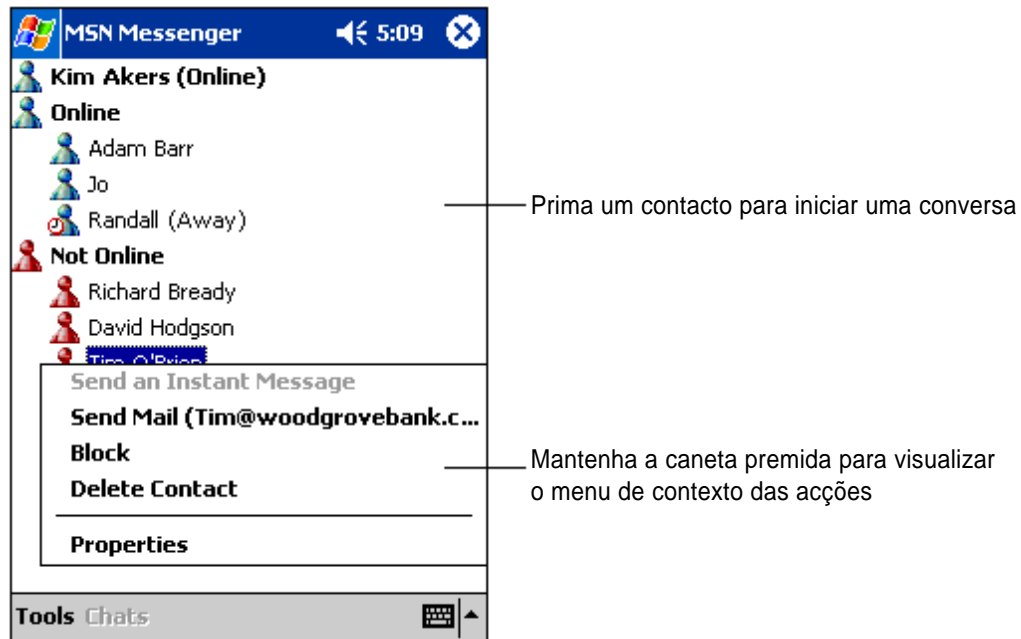 MSN Messenger 5:09
Kim Akers (Online)
Online
Adam Barr
Jo
Randall (Away)
Not Online
Richard Bready
David Hodgson
Tim O'Brien
Send an Instant Message
Send Mail (Tim@woodgrovebank.c...
Block
Delete Contact
Properties
Tools Chats
Prima um contacto para iniciar uma conversa
Mantenha a caneta premida para visualizar
o menu de contexto das acções